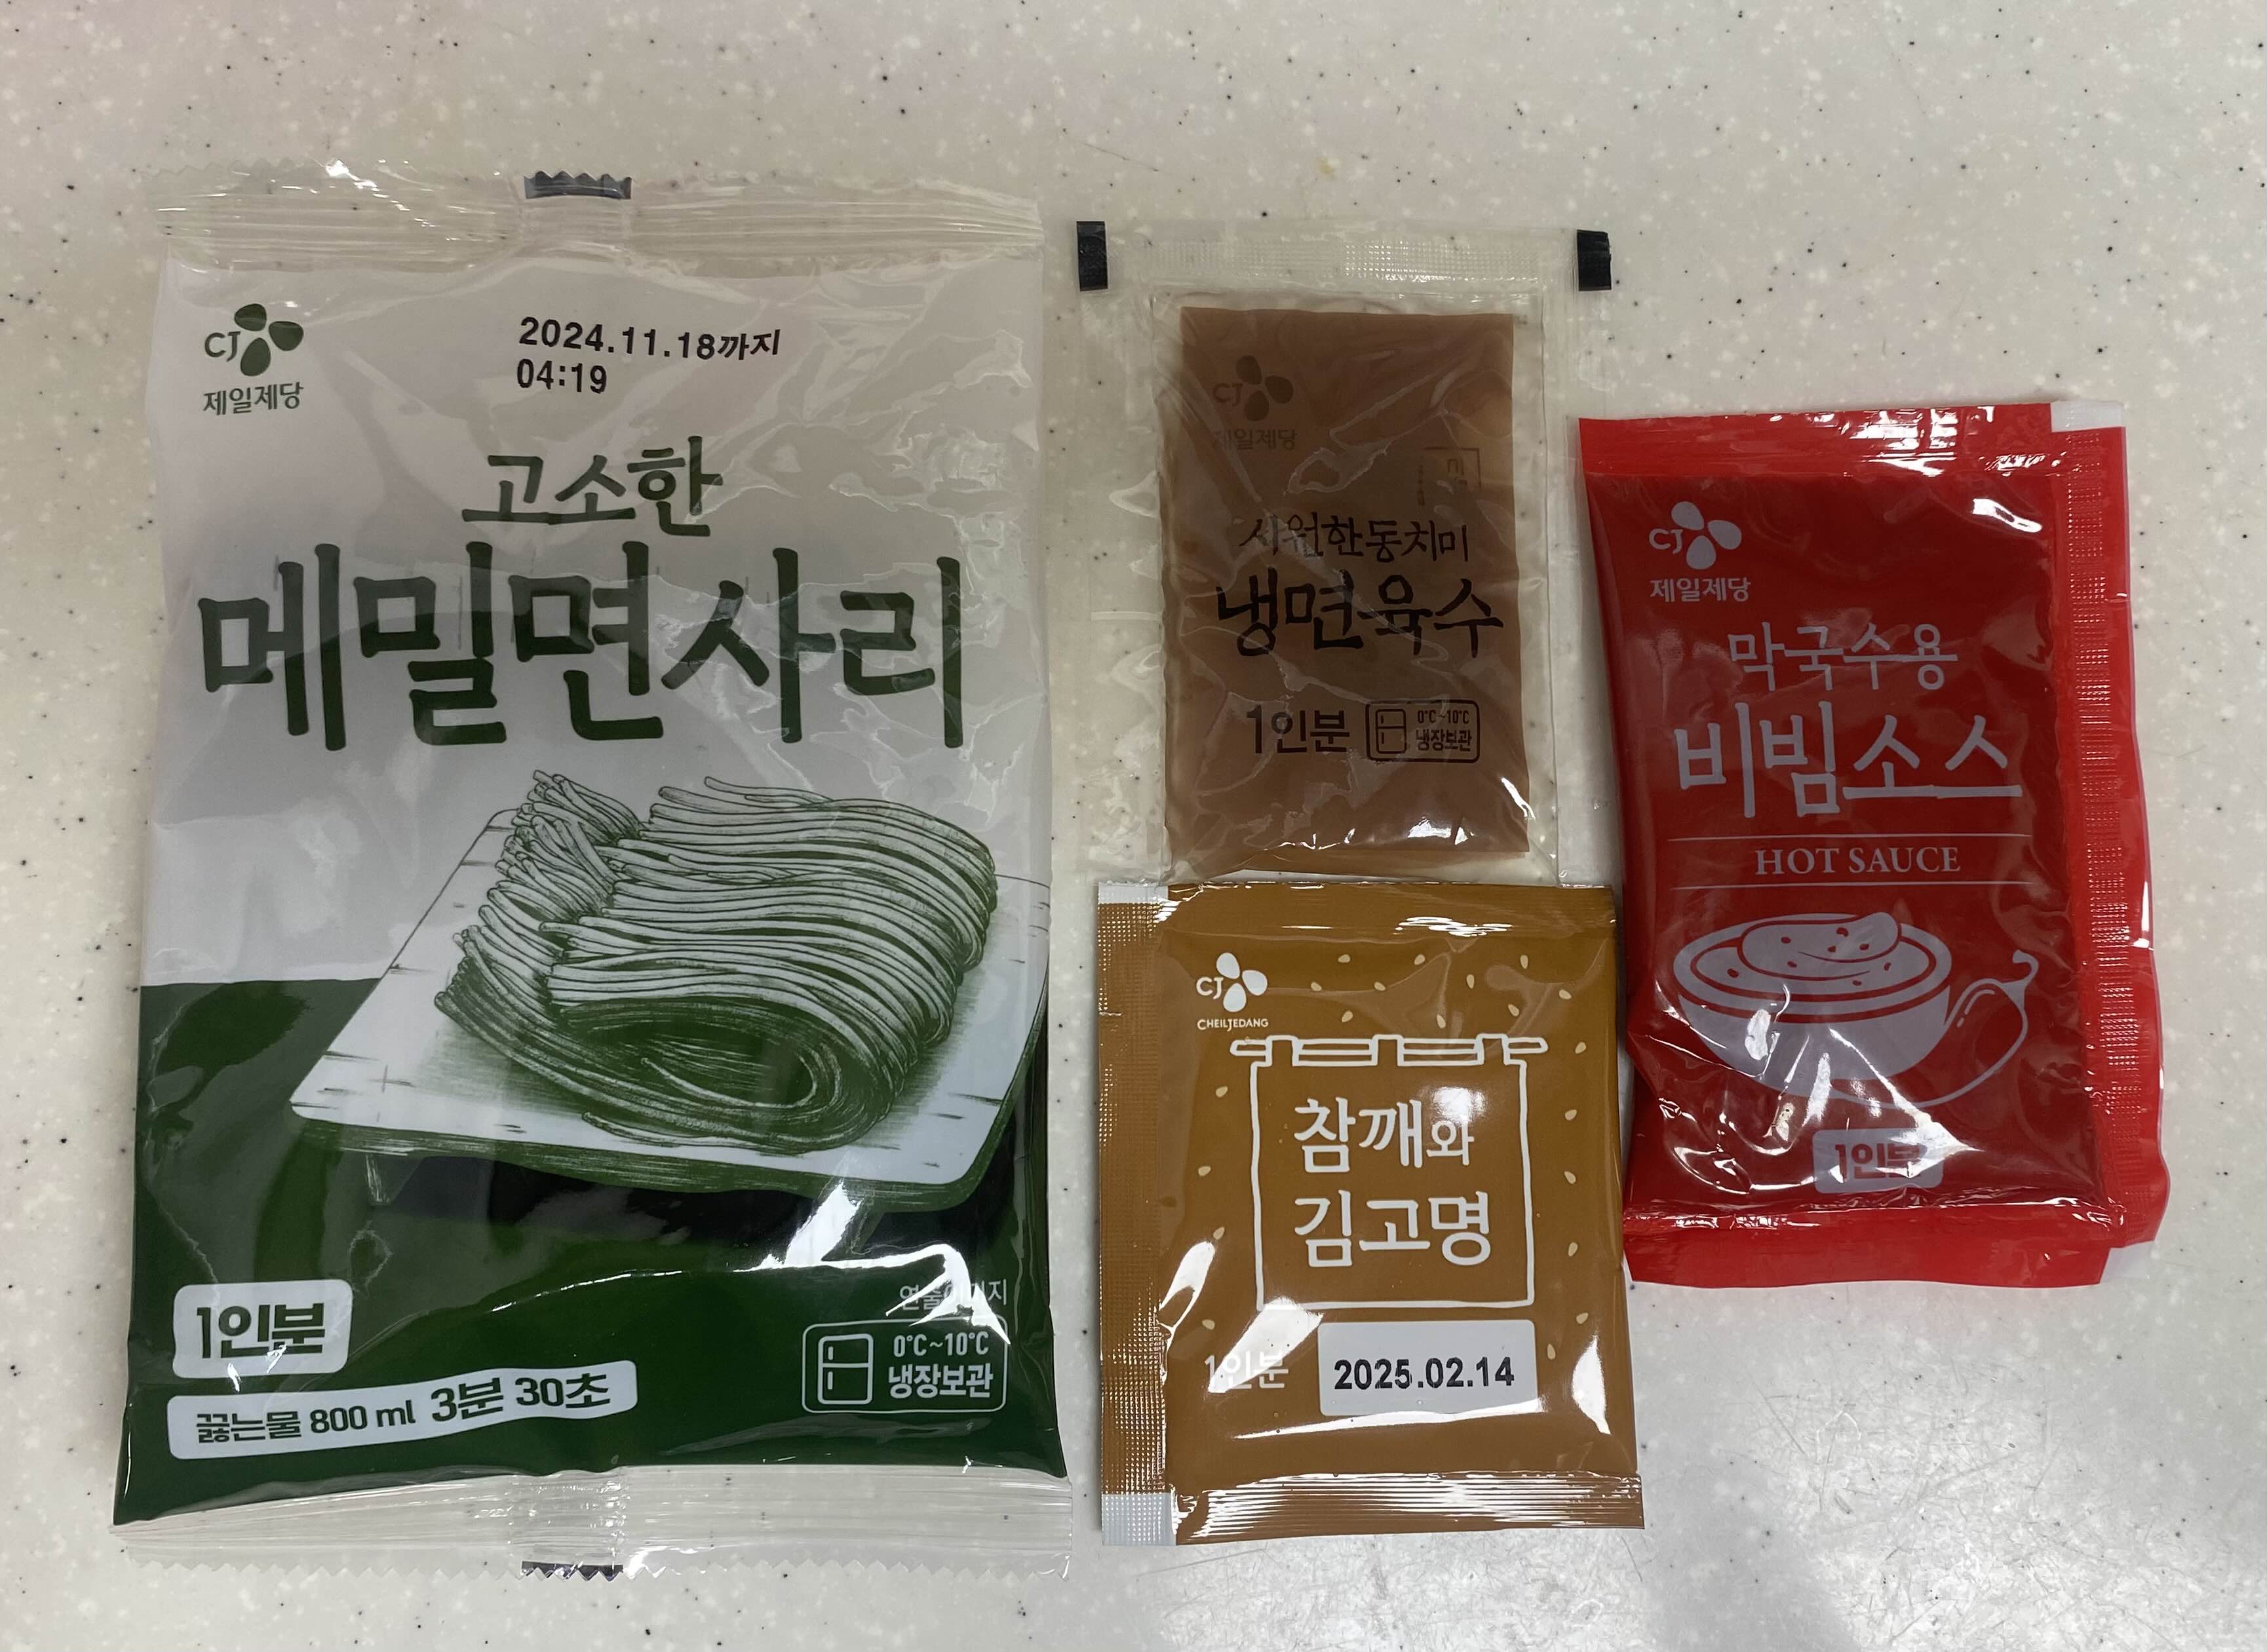 CJ
제일제당
2024.11.18까지
04:19
고소한
메밀면사리
1인분
끓는물 800 ml 3분 30초
연출이미지
0℃~10℃
냉장보관
CJ
제일제당
시원한동치미
냉면육수
1인분
0℃~10℃
냉장보관
CJ
CHEILJEDANG
참깨와
김고명
1인분
2025.02.14
CJ
제일제당
막국수용
비빔소스
HOT SAUCE
1인분